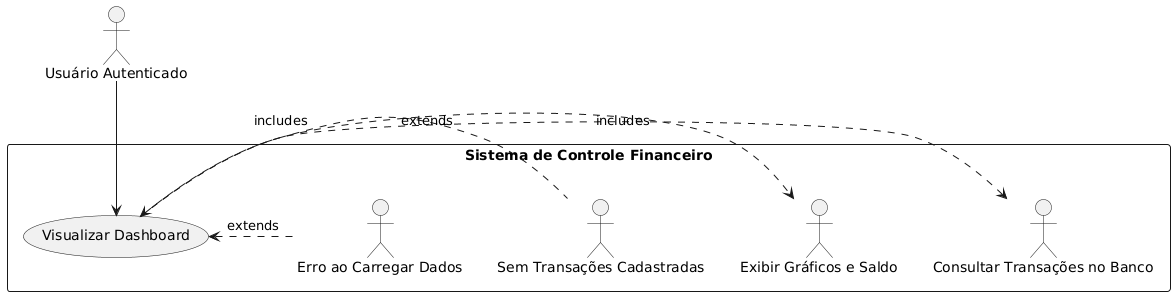 Usuário Autenticado
includes
extends
includes
Sistema de Controle Financeiro
Visualizar Dashboard
extends
Erro ao Carregar Dados
Sem Transações Cadastradas
Exibir Gráficos e Saldo
Consultar Transações no Banco